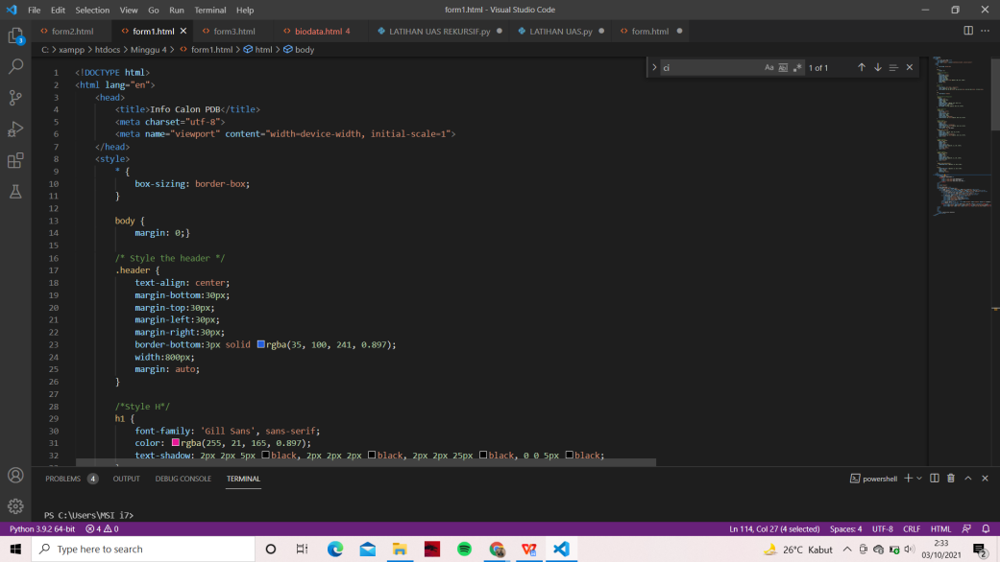 File Edit Selection View Go Run Terminal Help form1.html - Visual Studio Code
form2.html form1.html form3.html biodata.html 4 LATIHAN UAS REKURSIF.py LATIHAN UAS.py form.html
C: > xampp > htdocs > Minggu 4 > form1.html > html > body
ci Aa ab 1 of 1
1 <!DOCTYPE html>
2 <html lang="en">
3 <head>
4 <title>Info Calon PDB</title>
5 <meta charset="utf-8">
6 <meta name="viewport" content="width=device-width, initial-scale=1">
7 </head>
8 <style>
9 * {
10 box-sizing: border-box;
11 }
12
13 body {
14 margin: 0;}
15
16 /* Style the header */
17 .header {
18 text-align: center;
19 margin-bottom:30px;
20 margin-top:30px;
21 margin-left:30px;
22 margin-right:30px;
23 border-bottom:3px solid rgba(35, 100, 241, 0.897);
24 width:800px;
25 margin: auto;
26 }
27
28 /*Style H*/
29 h1 {
30 font-family: 'Gill Sans', sans-serif;
31 color: rgba(255, 21, 165, 0.897);
32 text-shadow: 2px 2px 5px black, 2px 2px 2px black, 2px 2px 25px black, 0 0 5px black;
PROBLEMS 4 OUTPUT DEBUG CONSOLE TERMINAL powershell
PS C:\Users\MSI i7>
Python 3.9.2 64-bit 4 0 Ln 114, Col 27 (4 selected) Spaces: 4 UTF-8 CRLF HTML
Type here to search 26°C Kabut 2:33
03/10/2021 2